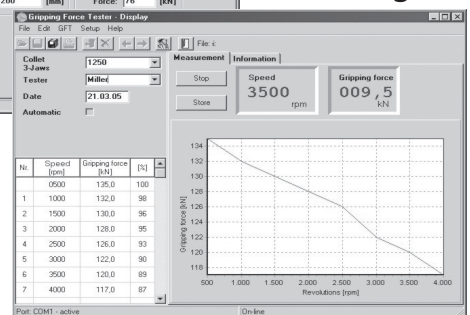 200 [mm] Force: 76 [kN]
Gripping Force Tester - Display
File Edit GFT Setup Help
File: i:
Collet 1250
3-Jaws
Tester Miller
Date 21.03.05
Automatic
Measurement Information
Stop
Store
Speed
3500
rpm
Gripping force
009,5
kN
Nr. Speed Gripping force [%]
[rpm] [kN]
0500 135,0 100
1 1000 132,0 98
2 1500 130,0 96
3 2000 128,0 95
4 2500 126,0 93
5 3000 122,0 90
6 3500 120,0 89
7 4000 117,0 87
Gripping force [kN]
134
132
130
128
126
124
122
120
118
500 1.000 1.500 2.000 2.500 3.000 3.500 4.000
Revolutions [rpm]
Port: COM1 - active On-line